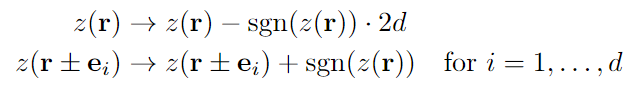 z(r) → z(r) − sgn(z(r)) · 2d
z(r ± e_i) → z(r ± e_i) + sgn(z(r)) for i = 1, . . . , d